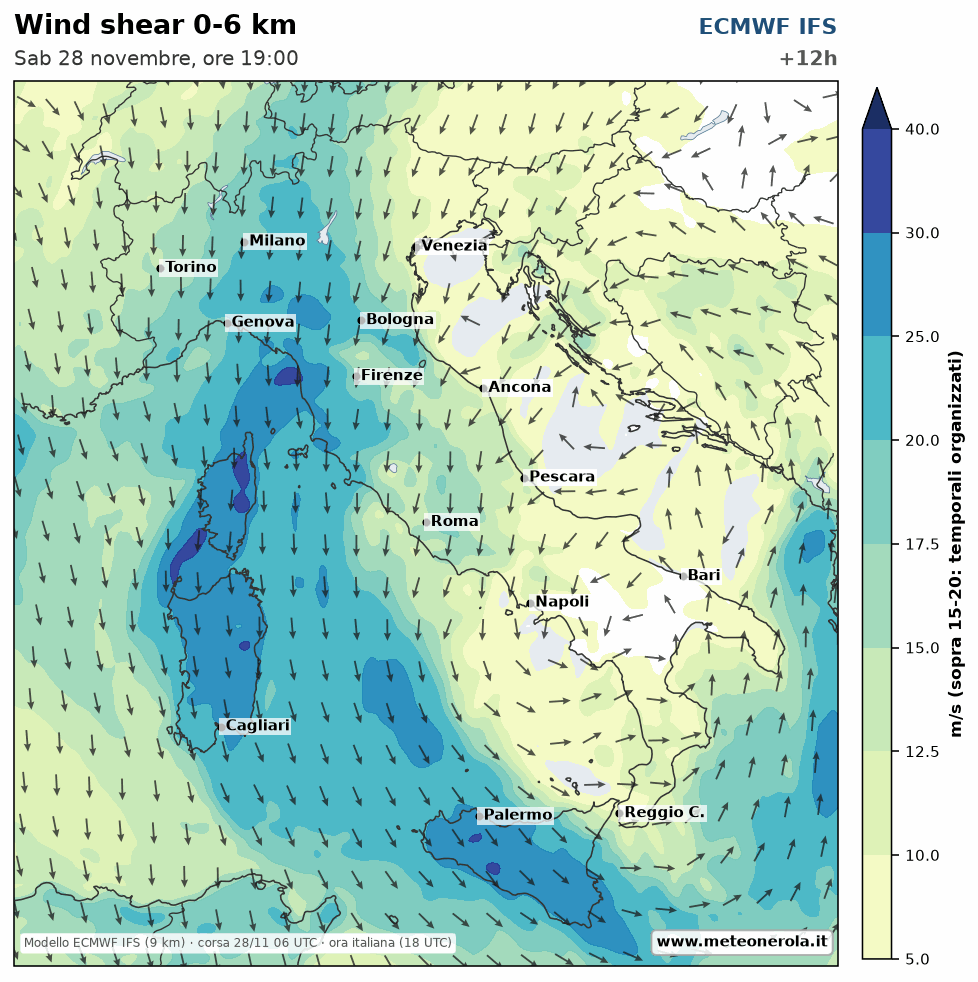 Wind shear 0-6 km
ECMWF IFS
Sab 28 novembre, ore 19:00
+12h
40.0
Milano
Venezia
30.0
Torino
Genova
Bologna
25.0
Firenze
Ancona
20.0
Pescara
Roma
17.5
Bari
Napoli
15.0
Cagliari
12.5
Palermo
Reggio C.
10.0
Modello ECMWF IFS (9 km) · corsa 28/11 06 UTC · ora italiana (18 UTC)
www.meteonerola.it
5.0
m/s (sopra 15-20: temporali organizzati)